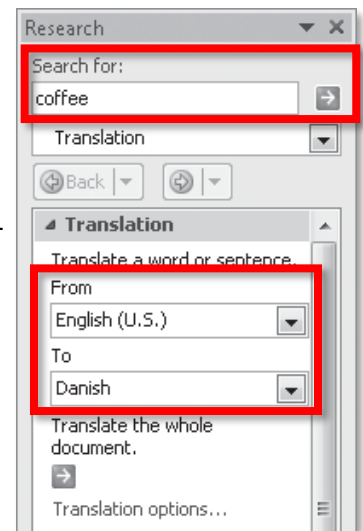 Research
Search for:
coffee
Translation
Back
Translation
Translate a word or sentence.
From
English (U.S.)
To
Danish
Translate the whole
document.
Translation options...